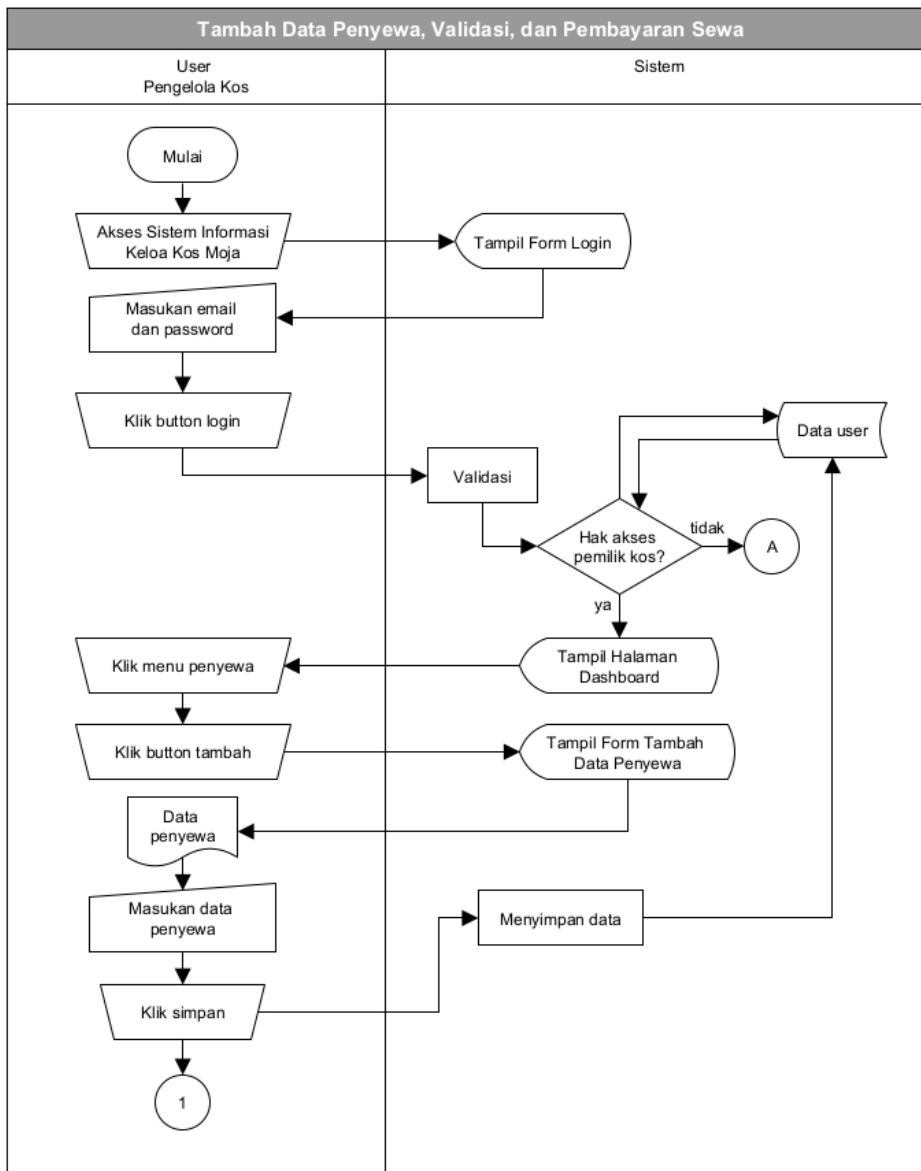 Tambah Data Penyewa, Validasi, dan Pembayaran Sewa
User
Pengelola Kos
Sistem
Mulai
Akses Sistem Informasi
Keloa Kos Moja
Tampil Form Login
Masukan email
dan password
Klik button login
Data user
Validasi
Hak akses
pemilik kos?
tidak
A
ya
Klik menu penyewa
Tampil Halaman
Dashboard
Klik button tambah
Tampil Form Tambah
Data Penyewa
Data
penyewa
Masukan data
penyewa
Menyimpan data
Klik simpan
1